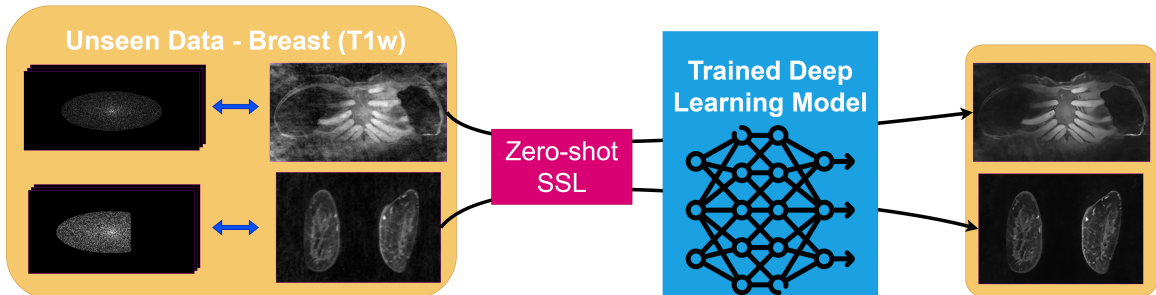 Unseen Data - Breast (T1w)
Zero-shot
SSL
Trained Deep
Learning Model